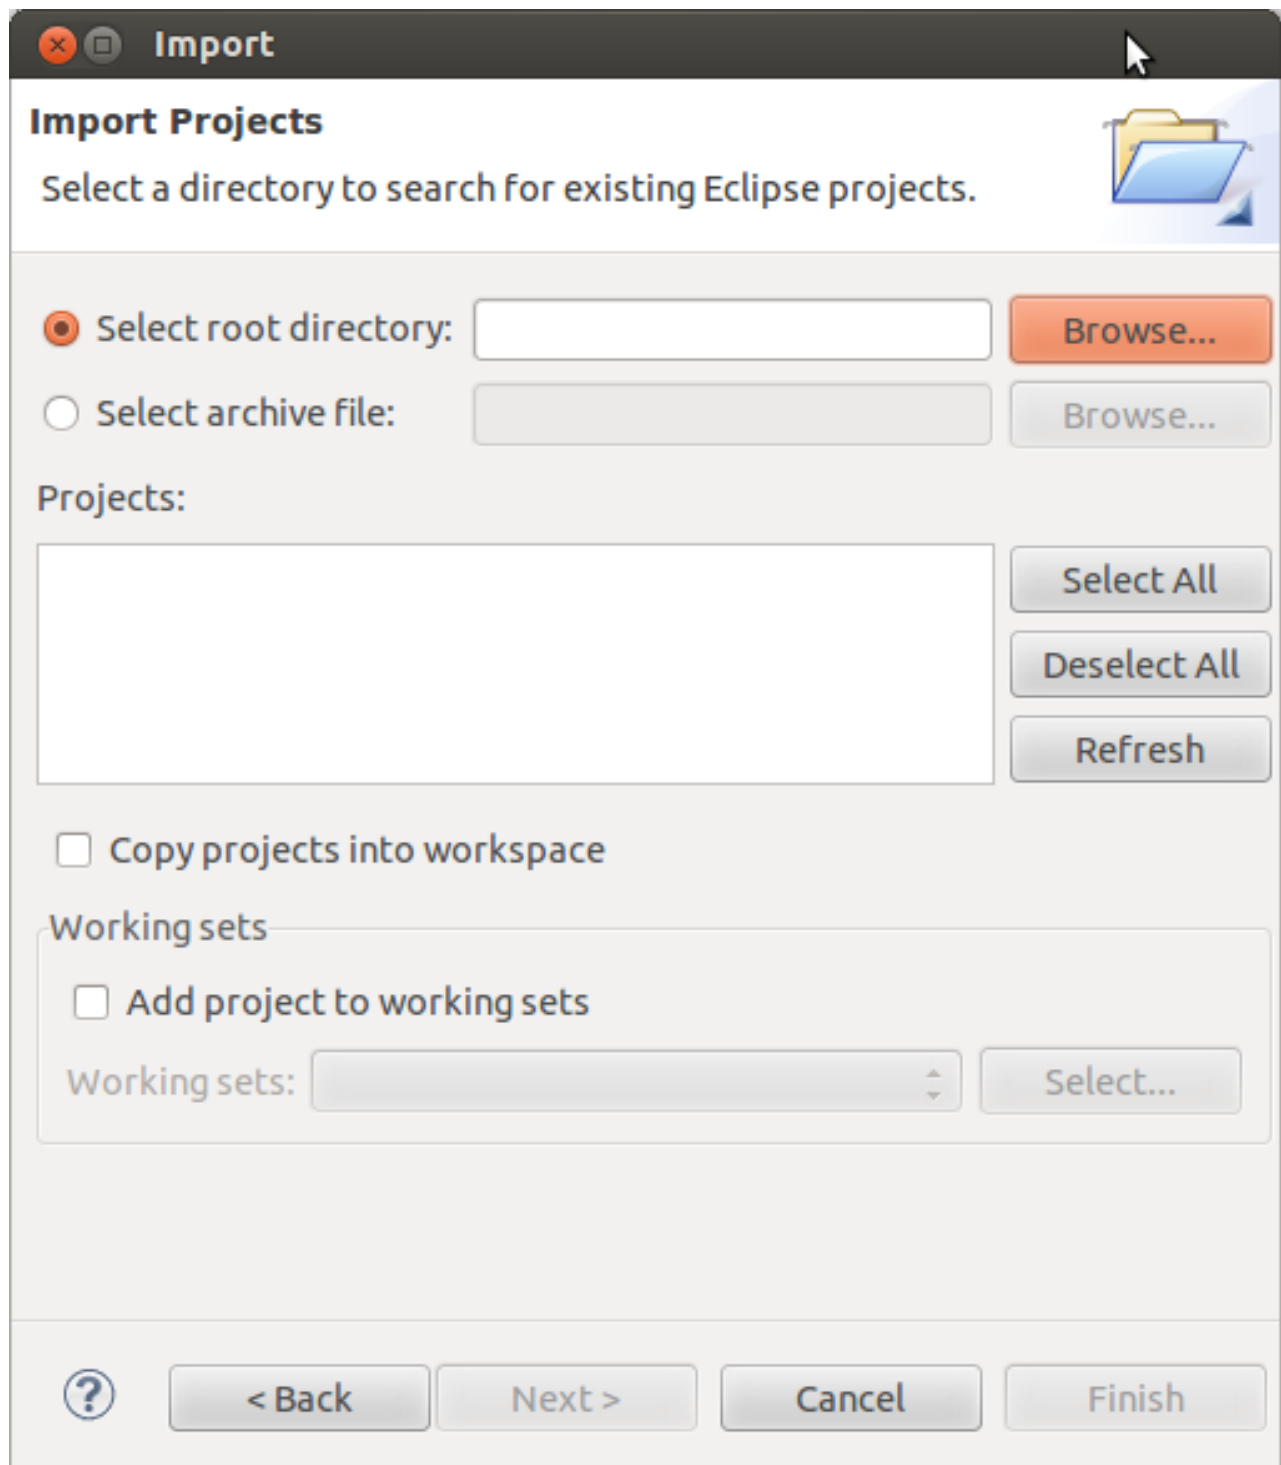 Import
Import Projects
Select a directory to search for existing Eclipse projects.
Select root directory: Browse...
Select archive file: Browse...
Projects:
Select All
Deselect All
Refresh
Copy projects into workspace
Working sets
Add project to working sets
Working sets: Select...
? < Back Next > Cancel Finish